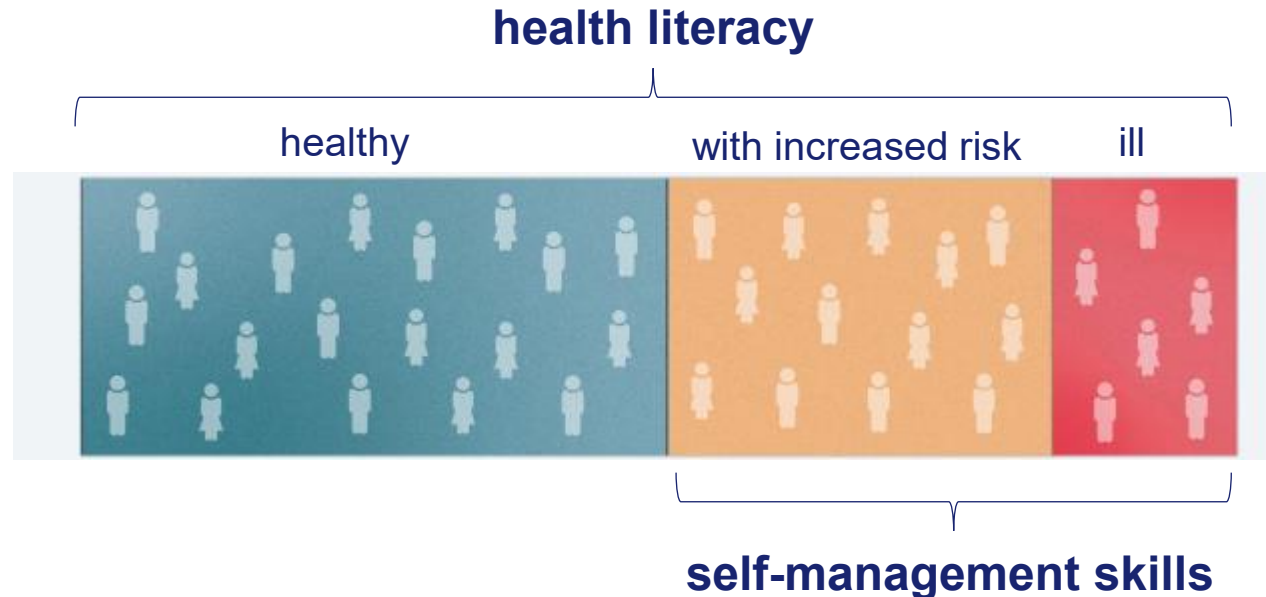 health literacy
healthy
with increased risk
ill
self-management skills